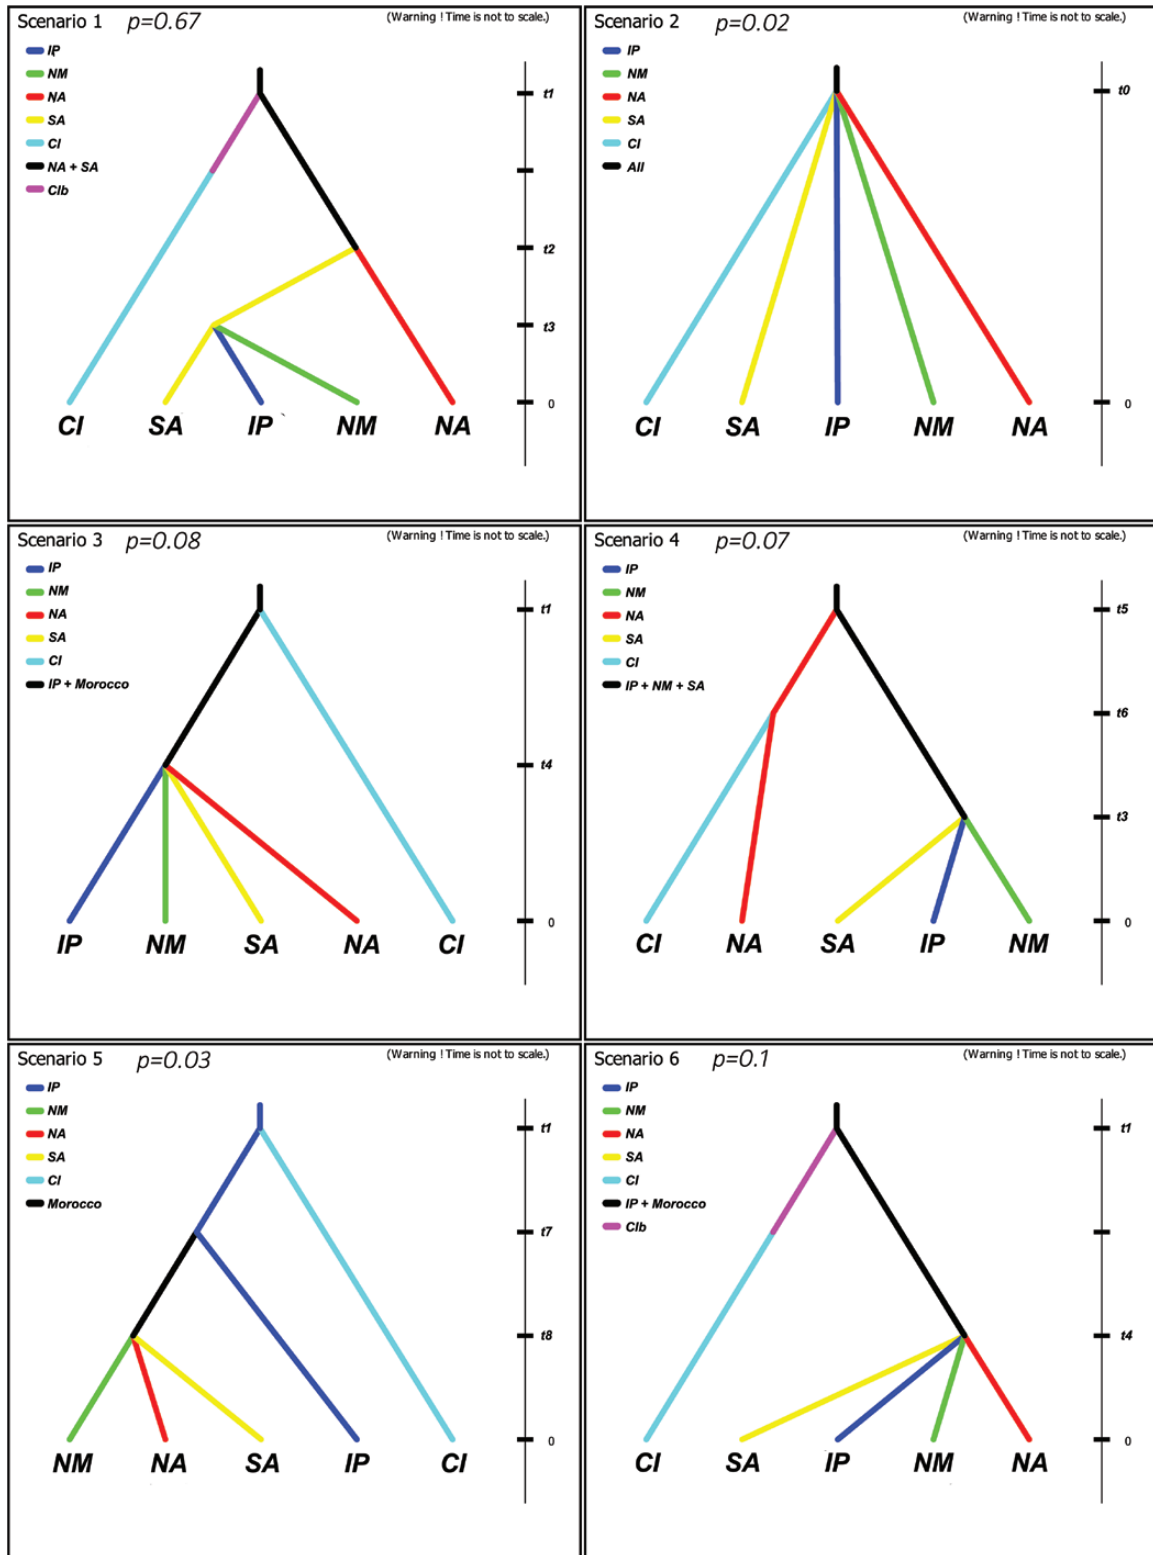 Scenario 1 p=0.67 (Warning ! Time is not to scale.)
IP
NM
NA
SA
CI
NA + SA
CIb
t1
t2
t3
0
CI SA IP NM NA
Scenario 2 p=0.02 (Warning ! Time is not to scale.)
IP
NM
NA
SA
CI
All
t0
0
CI SA IP NM NA
Scenario 3 p=0.08 (Warning ! Time is not to scale.)
IP
NM
NA
SA
CI
IP + Morocco
t1
t4
0
IP NM SA NA CI
Scenario 4 p=0.07 (Warning ! Time is not to scale.)
IP
NM
NA
SA
CI
IP + NM + SA
t5
t6
t3
0
CI NA SA IP NM
Scenario 5 p=0.03 (Warning ! Time is not to scale.)
IP
NM
NA
SA
CI
Morocco
t1
t7
t8
0
NM NA SA IP CI
Scenario 6 p=0.1 (Warning ! Time is not to scale.)
IP
NM
NA
SA
CI
IP + Morocco
CIb
t1
t4
0
CI SA IP NM NA